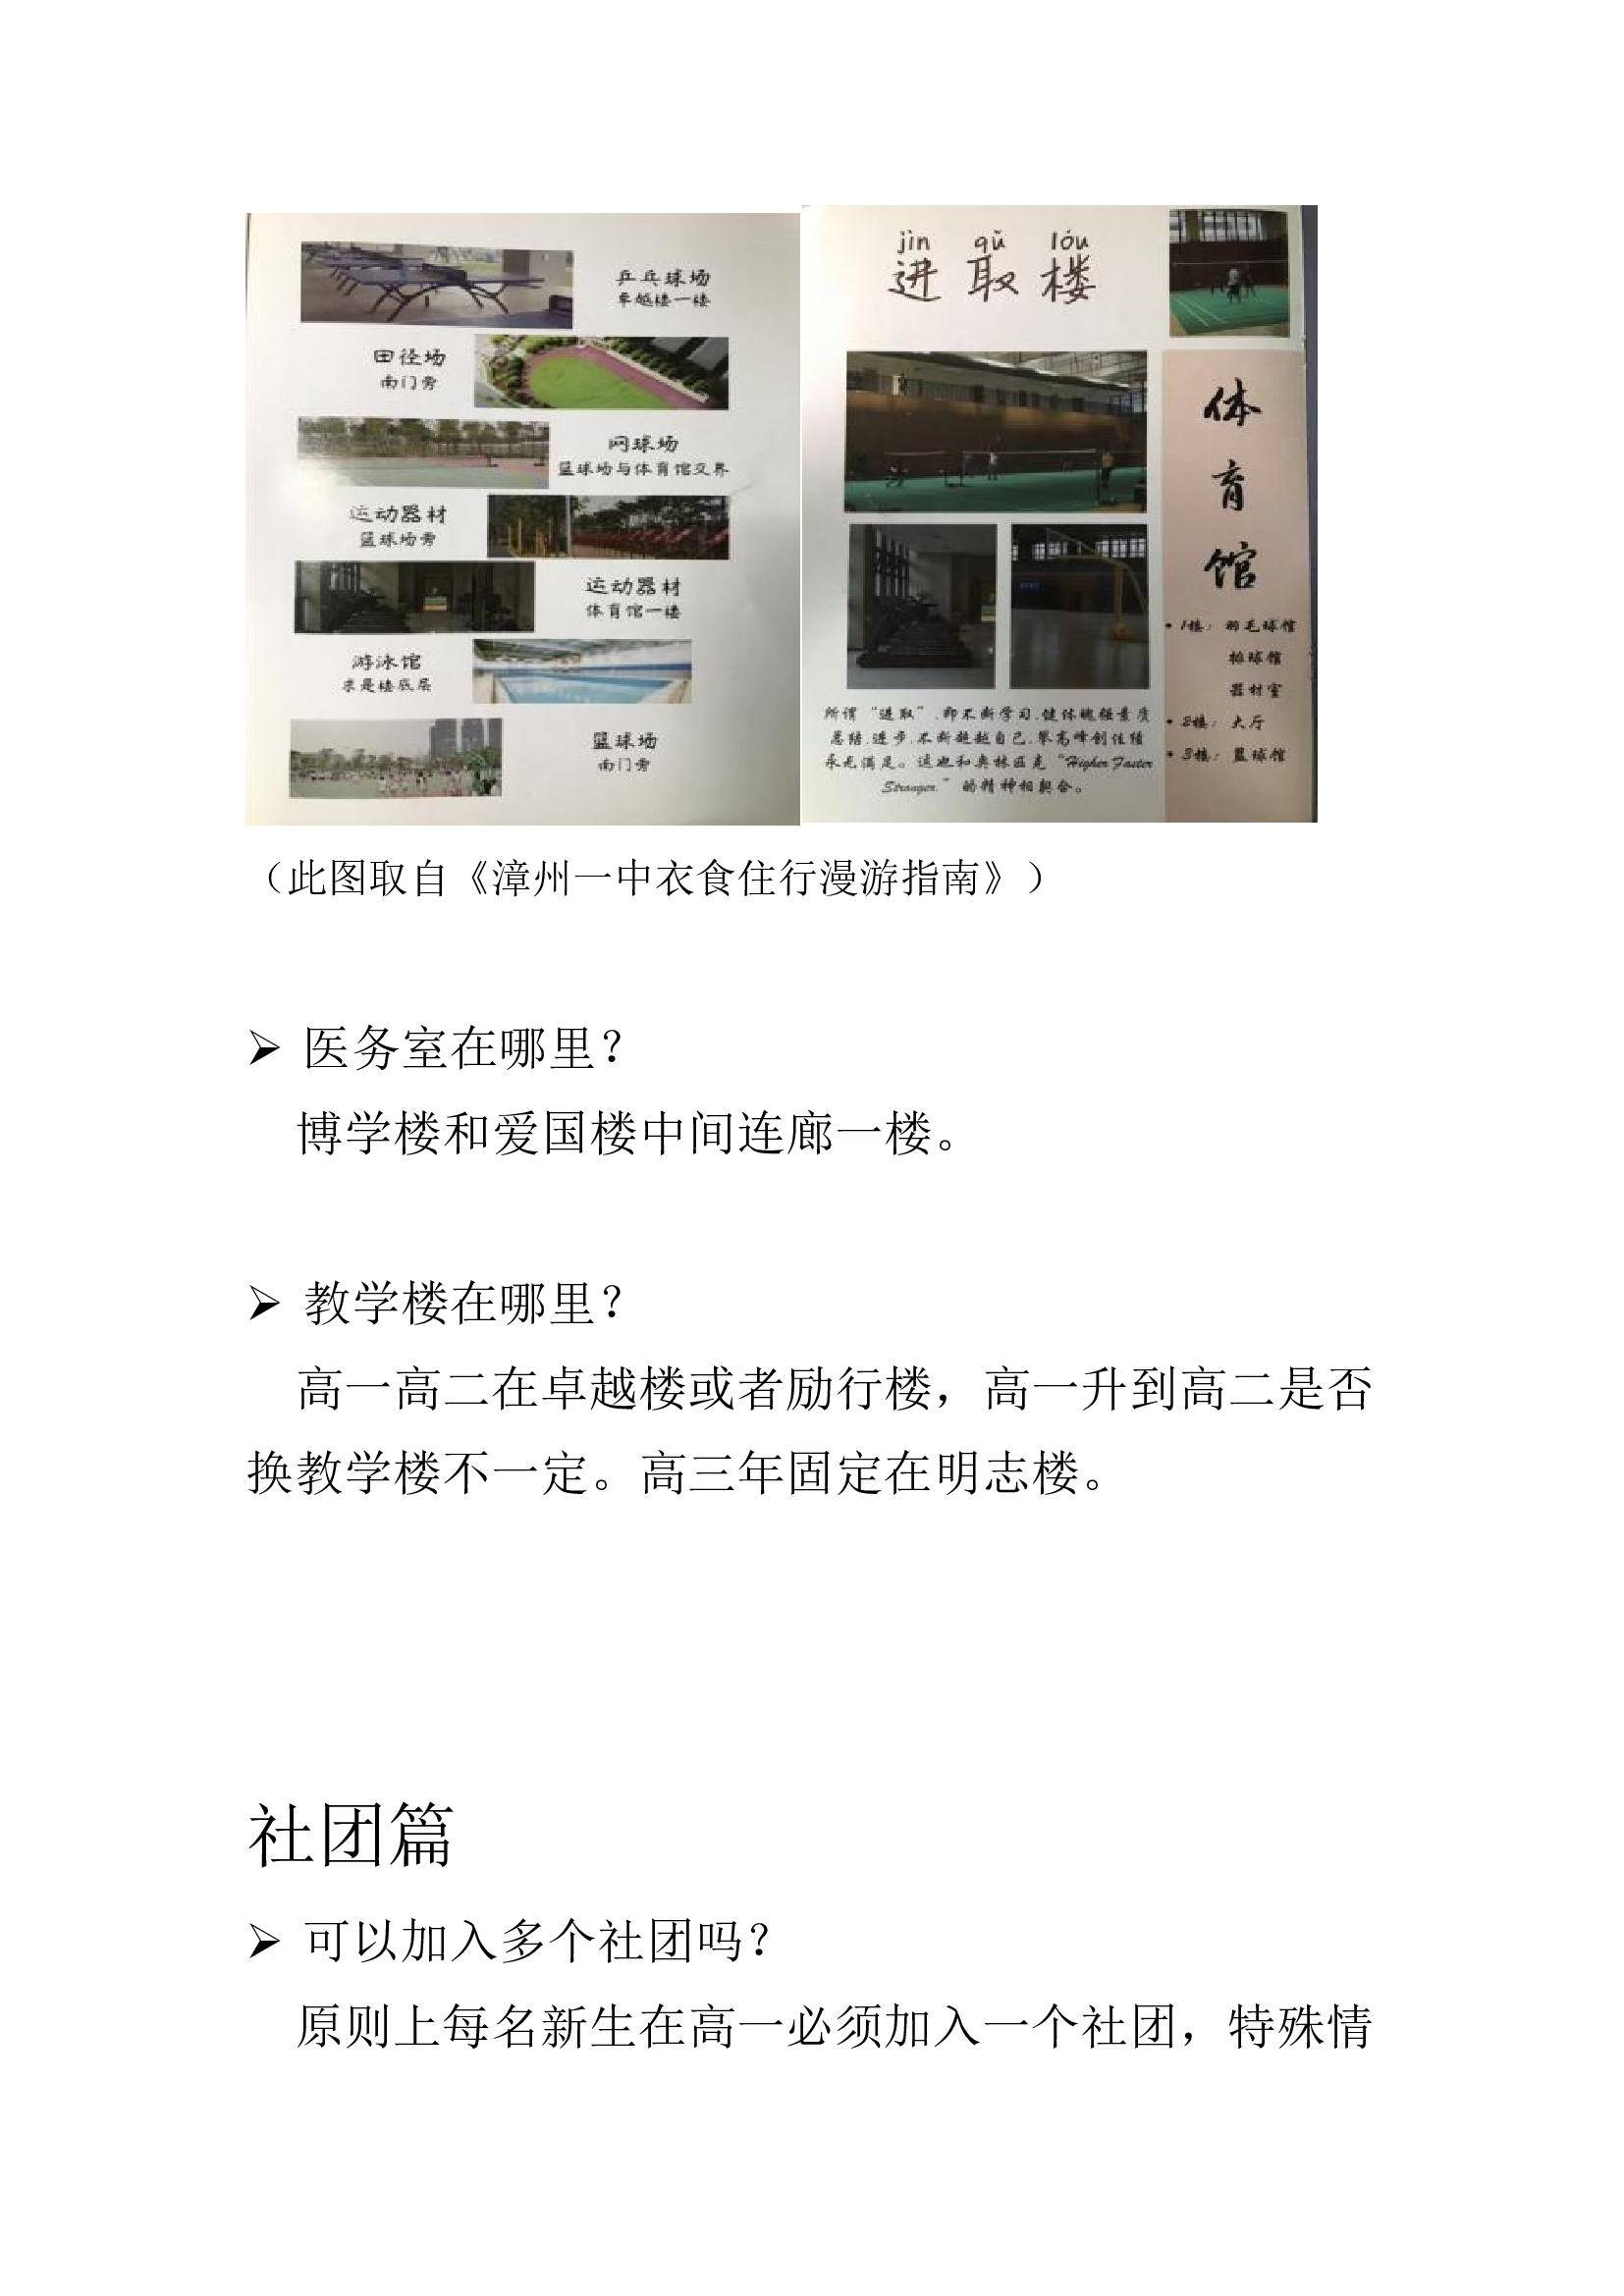 乒乓球场
卓越楼一楼
田径场
南门旁
网球场
篮球场与体育馆交界
运动器材
篮球场旁
运动器材
体育馆一楼
游泳馆
求是楼底层
篮球场
南门旁
jìn qǔ lóu
进取楼
体
育
馆
•1楼：羽毛球馆
排球馆
器材室
•2楼：大厅
•3楼：篮球馆
所谓“进取”，即不断学习，健体魄强素质
总结，进步，不断超越自己，攀高峰创佳绩
永无满足。这也和奥林匹克“Higher Faster
Stronger.”的精神相契合。
（此图取自《漳州一中衣食住行漫游指南》）
➢ 医务室在哪里？
博学楼和爱国楼中间连廊一楼。
➢ 教学楼在哪里？
高一高二在卓越楼或者励行楼，高一升到高二是否
换教学楼不一定。高三年固定在明志楼。
社团篇
➢ 可以加入多个社团吗？
原则上每名新生在高一必须加入一个社团，特殊情